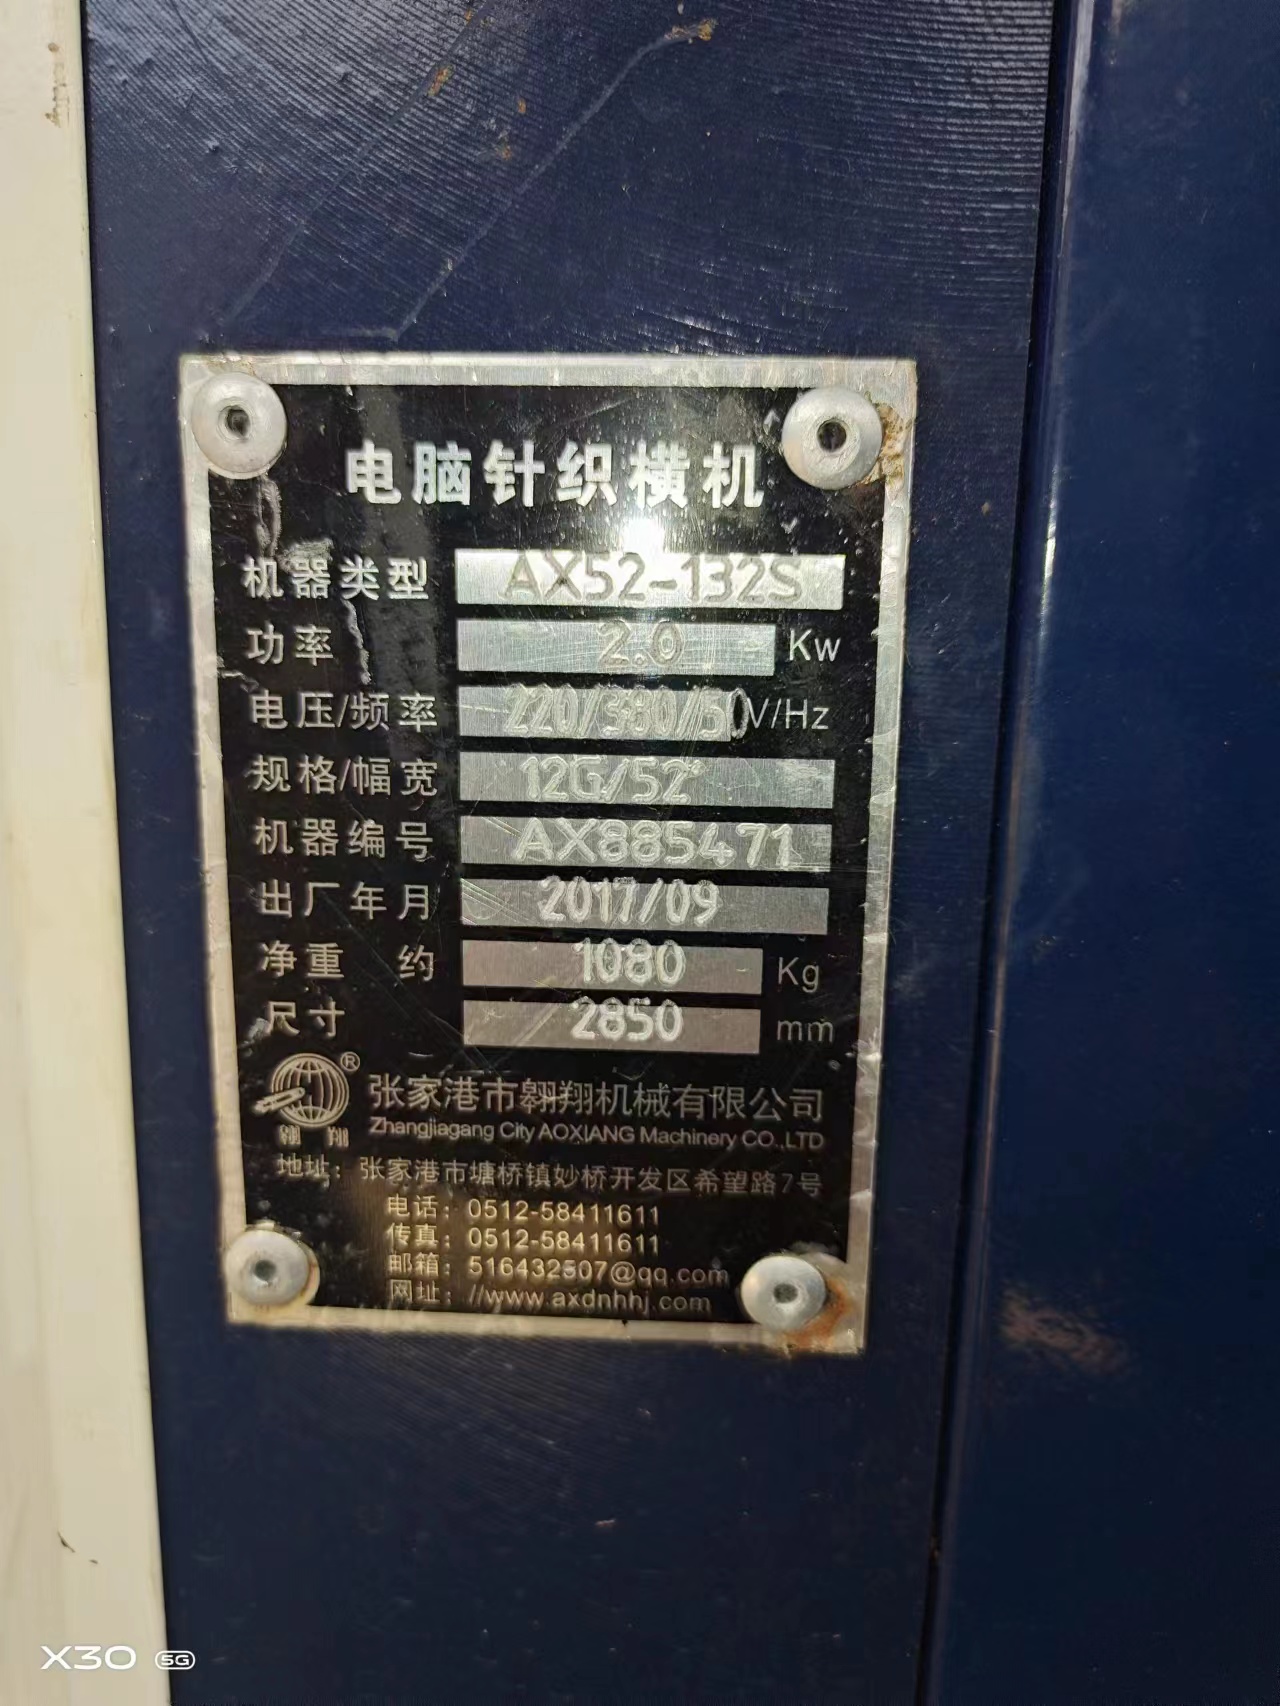 电脑针织横机
机器类型 AX52-132S
功率 2.0 Kw
电压/频率 220/380/50 V/Hz
规格/幅宽 12G/52
机器编号 AX885471
出厂年月 2017/09
净重 约 1080 Kg
尺寸 2850 mm
®
翱翔
张家港市翱翔机械有限公司
Zhangjiagang City AOXIANG Machinery CO.,LTD
地址：张家港市塘桥镇妙桥开发区希望路7号
电话：0512-58411611
传真：0512-58411611
邮箱：516432507@qq.com
网址：//www.axdnhhj.com
X30 5G